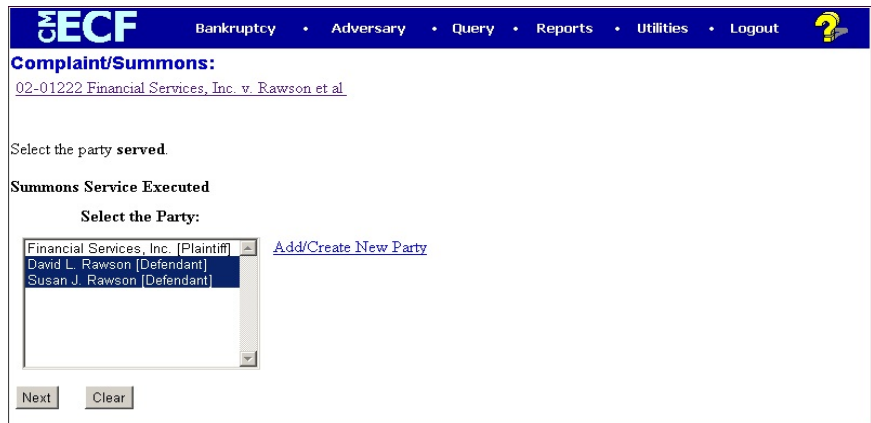 CM ECF Bankruptcy • Adversary • Query • Reports • Utilities • Logout ?
Complaint/Summons:
02-01222 Financial Services, Inc. v. Rawson et al
Select the party served.
Summons Service Executed
Select the Party:
Financial Services, Inc. [Plaintiff] Add/Create New Party
David L. Rawson [Defendant]
Susan J. Rawson [Defendant]
Next Clear